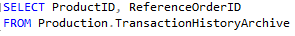 SELECT ProductID, ReferenceOrderID
FROM Production.TransactionHistoryArchive